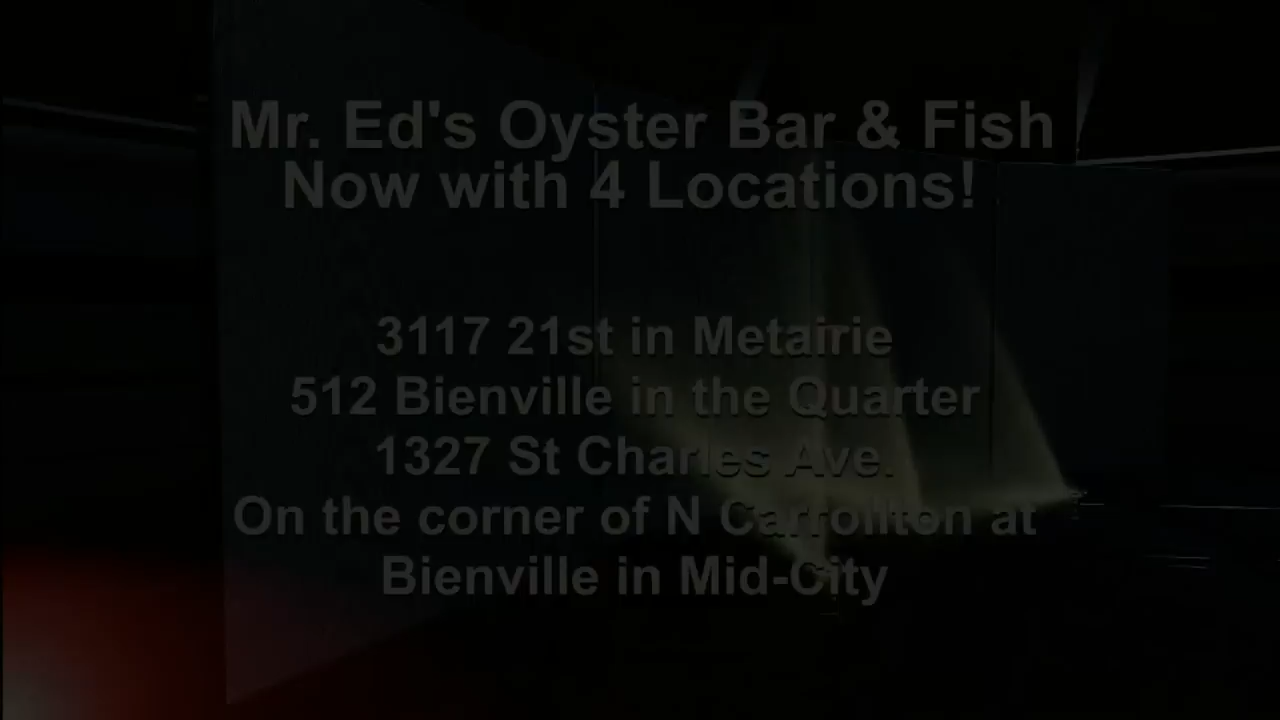 Mr. Ed's Oyster Bar & Fish
Now with 4 Locations!
3117 21st in Metairie
512 Bienville in the Quarter
1327 St Charles Ave.
On the corner of N Carrollton at
Bienville in Mid-City